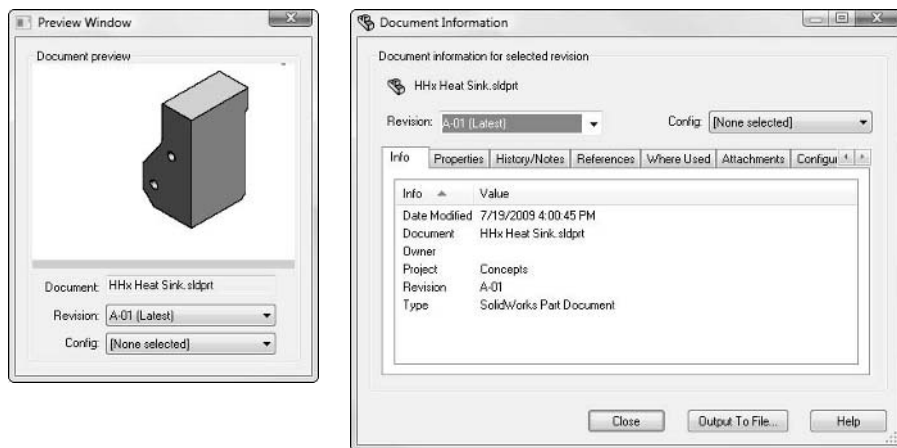 Preview Window
Document preview
Document: HHx Heat Sink.sldprt
Revision: A-01 (Latest)
Config: [None selected]
Document Information
Document information for selected revision
HHx Heat Sink.sldprt
Revision: A-01 (Latest) Config: [None selected]
Info Properties History/Notes References Where Used Attachments Configu
Info Value
Date Modified 7/19/2009 4:00:45 PM
Document HHx Heat Sink.sldprt
Owner
Project Concepts
Revision A-01
Type SolidWorks Part Document
Close Output To File... Help